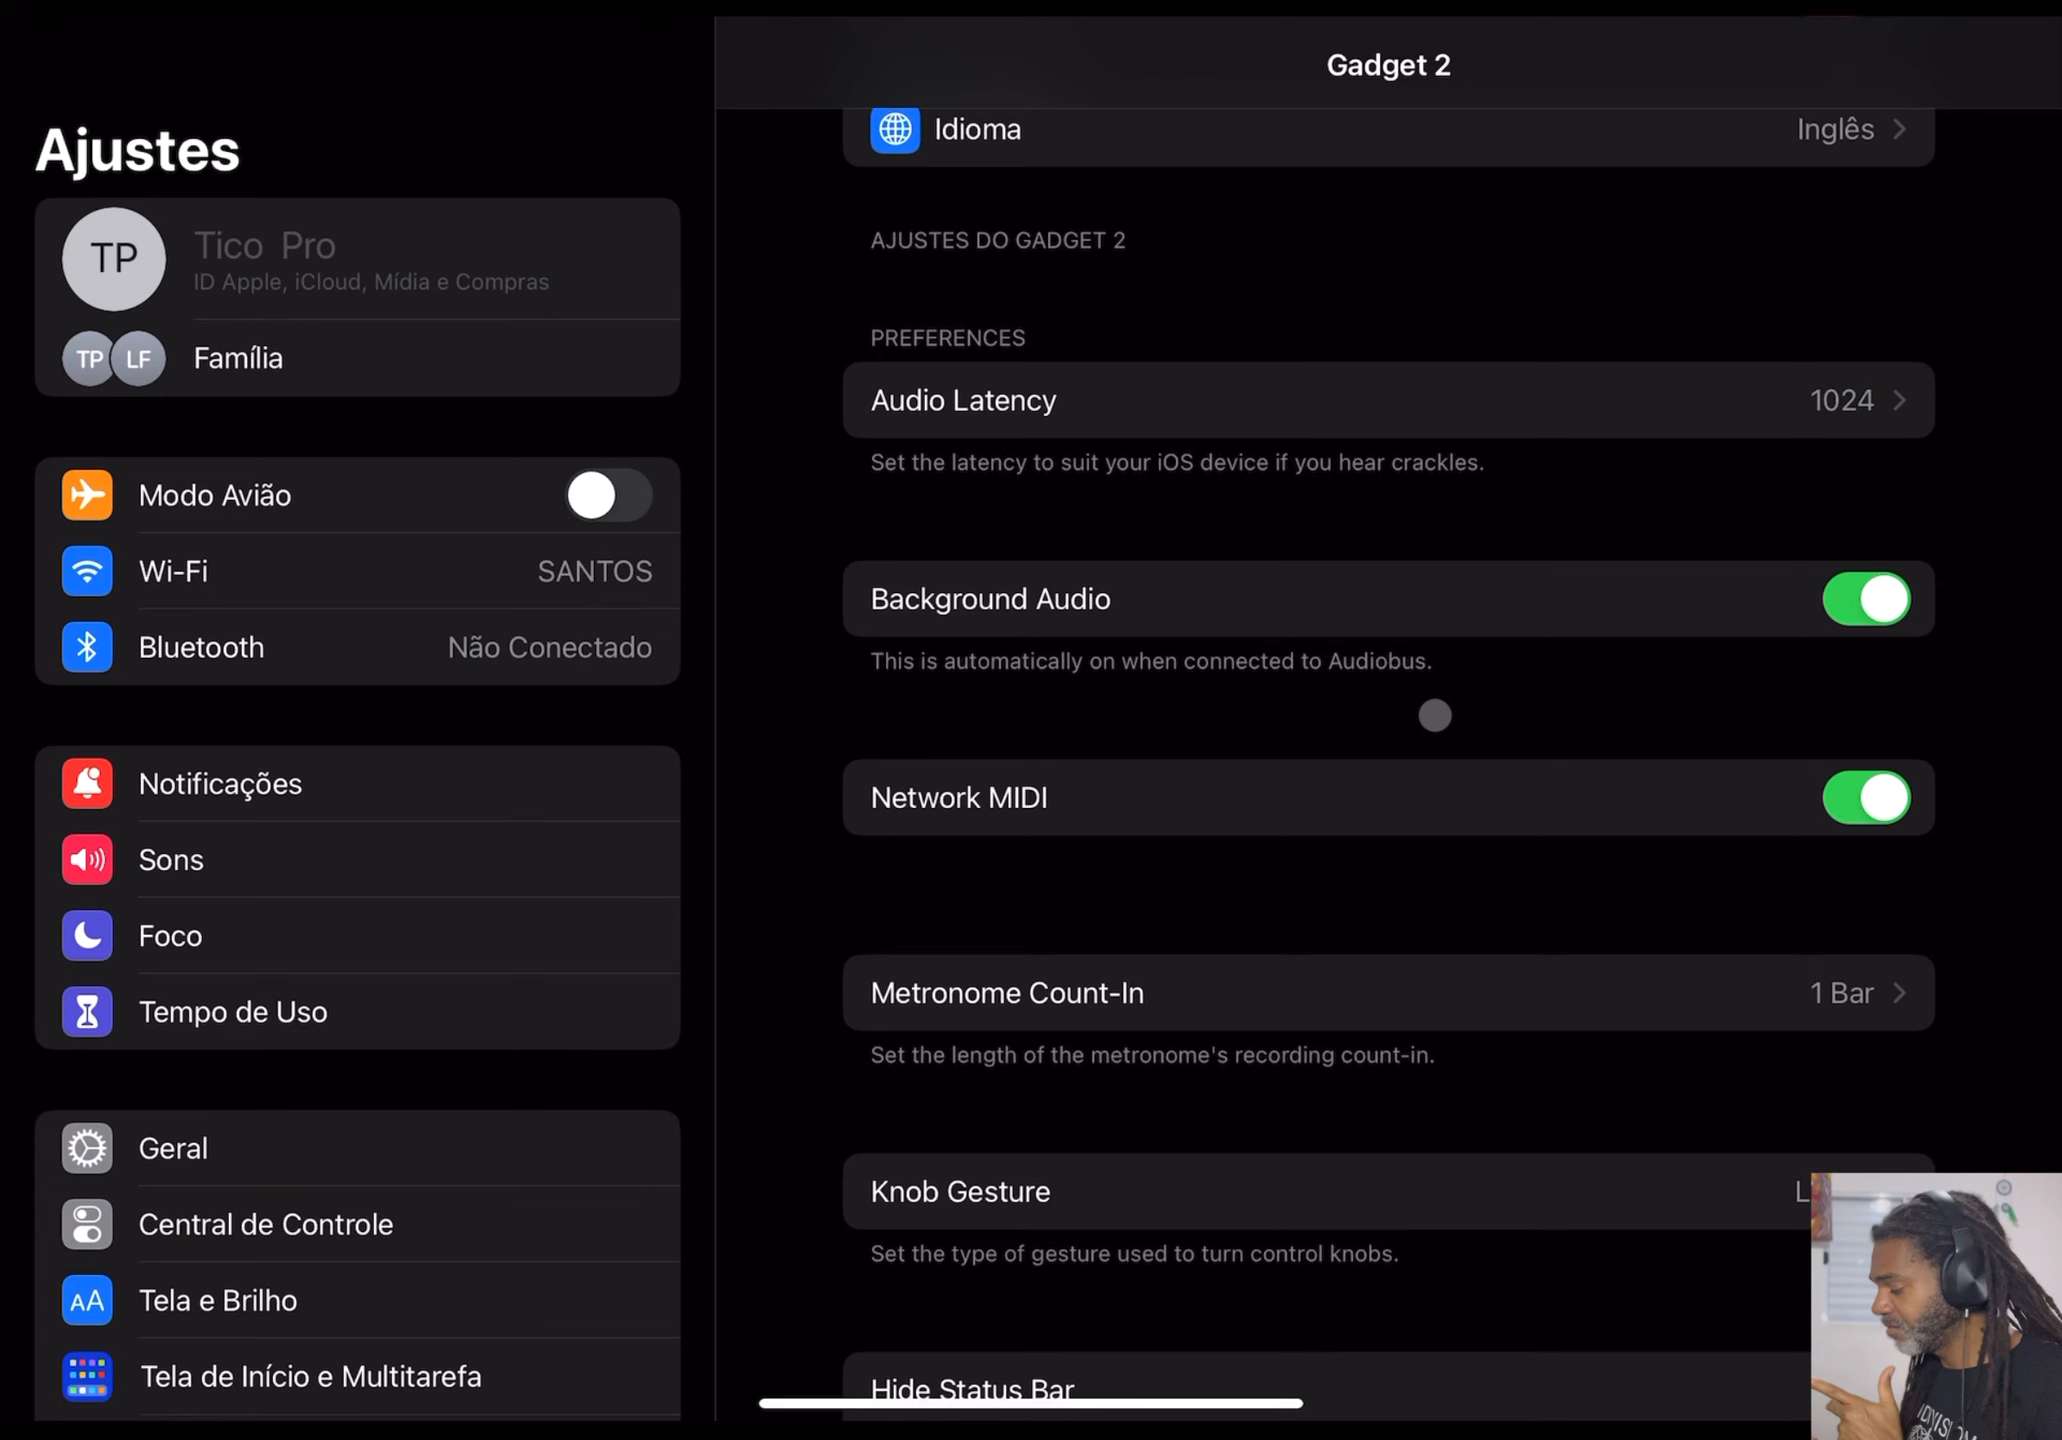 Gadget 2
Ajustes
TP
Tico Pro
ID Apple, iCloud, Mídia e Compras
TP
LF
Família
Modo Avião
Wi-Fi
SANTOS
Bluetooth
Não Conectado
Notificações
Sons
Foco
Tempo de Uso
Geral
Central de Controle
AA
Tela e Brilho
Tela de Início e Multitarefa
Idioma
Inglês
AJUSTES DO GADGET 2
PREFERENCES
Audio Latency
1024
Set the latency to suit your iOS device if you hear crackles.
Background Audio
This is automatically on when connected to Audiobus.
Network MIDI
Metronome Count-In
1 Bar
Set the length of the metronome's recording count-in.
Knob Gesture
Set the type of gesture used to turn control knobs.
Hide Status Bar